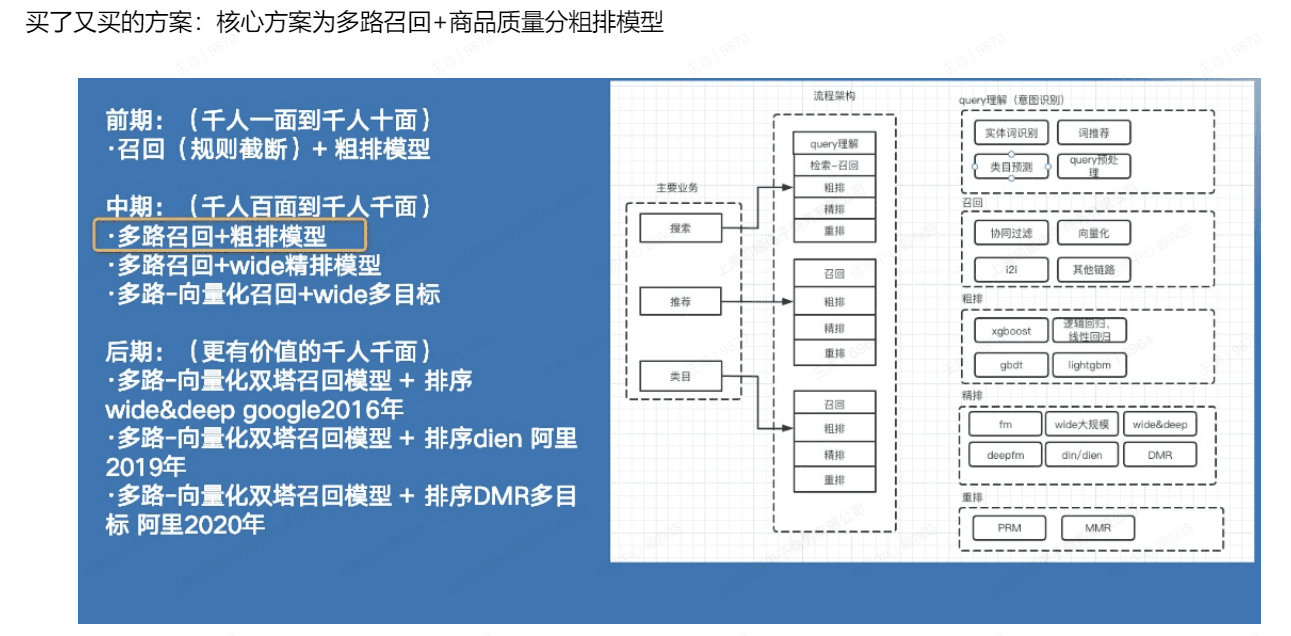 买了又买的方案：核心方案为多路召回+商品质量分粗排模型
前期：（千人一面到千人十面）
·召回（规则截断）+ 粗排模型
中期：（千人百面到千人千面）
·多路召回+粗排模型
·多路召回+wide精排模型
·多路-向量化召回+wide多目标
后期：（更有价值的千人千面）
·多路-向量化双塔召回模型 + 排序
wide&deep google2016年
·多路-向量化双塔召回模型 + 排序dien 阿里
2019年
·多路-向量化双塔召回模型 + 排序DMR多目
标 阿里2020年
主要业务
搜索
推荐
类目
流程架构
query理解
检索-召回
粗排
精排
重排
召回
粗排
精排
重排
召回
粗排
精排
重排
query理解（意图识别）
实体词识别
词推荐
类目预测
query预处
理
召回
协同过滤
向量化
i2i
其他链路
粗排
xgboost
逻辑回归、
线性回归
gbdt
lightgbm
精排
fm
wide大规模
wide&deep
deepfm
din/dien
DMR
重排
PRM
MMR